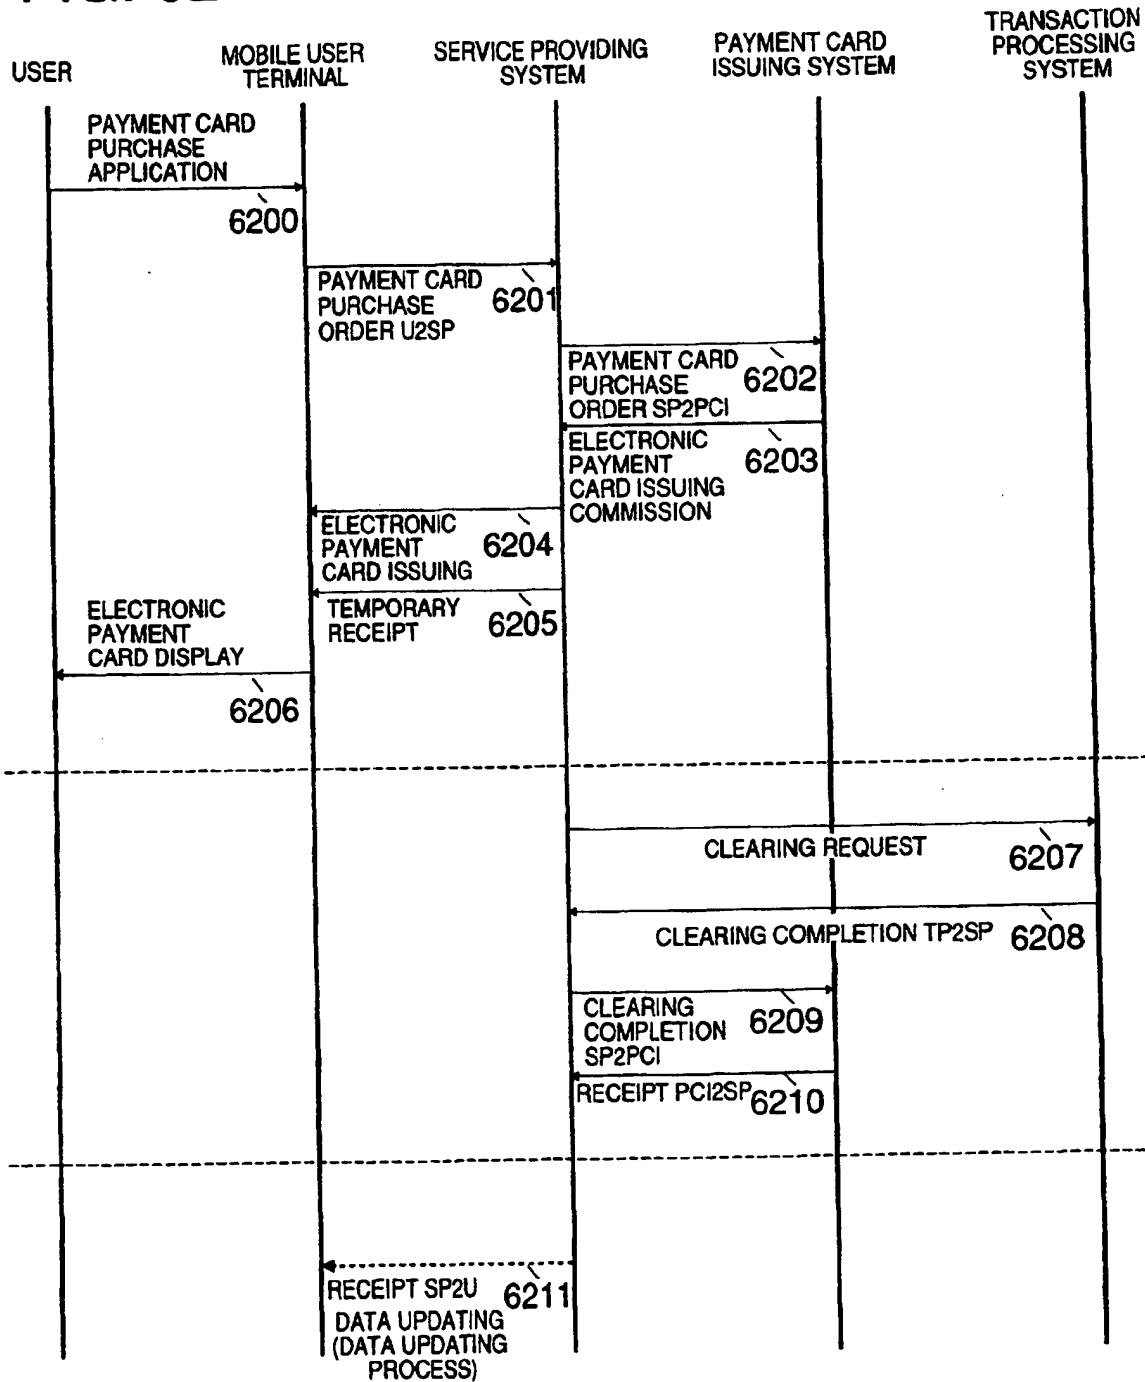 USER
MOBILE USER
TERMINAL
SERVICE PROVIDING
SYSTEM
PAYMENT CARD
ISSUING SYSTEM
TRANSACTION
PROCESSING
SYSTEM
PAYMENT CARD
PURCHASE
APPLICATION
6200
PAYMENT CARD
PURCHASE
ORDER U2SP
6201
PAYMENT CARD
PURCHASE
ORDER SP2PCI
6202
ELECTRONIC
PAYMENT
CARD ISSUING
COMMISSION
6203
ELECTRONIC
PAYMENT
CARD ISSUING
6204
TEMPORARY
RECEIPT
6205
ELECTRONIC
PAYMENT
CARD DISPLAY
6206
CLEARING REQUEST
6207
CLEARING COMPLETION TP2SP
6208
CLEARING
COMPLETION
SP2PCI
6209
RECEIPT PCI2SP
6210
RECEIPT SP2U
6211
DATA UPDATING
(DATA UPDATING
PROCESS)